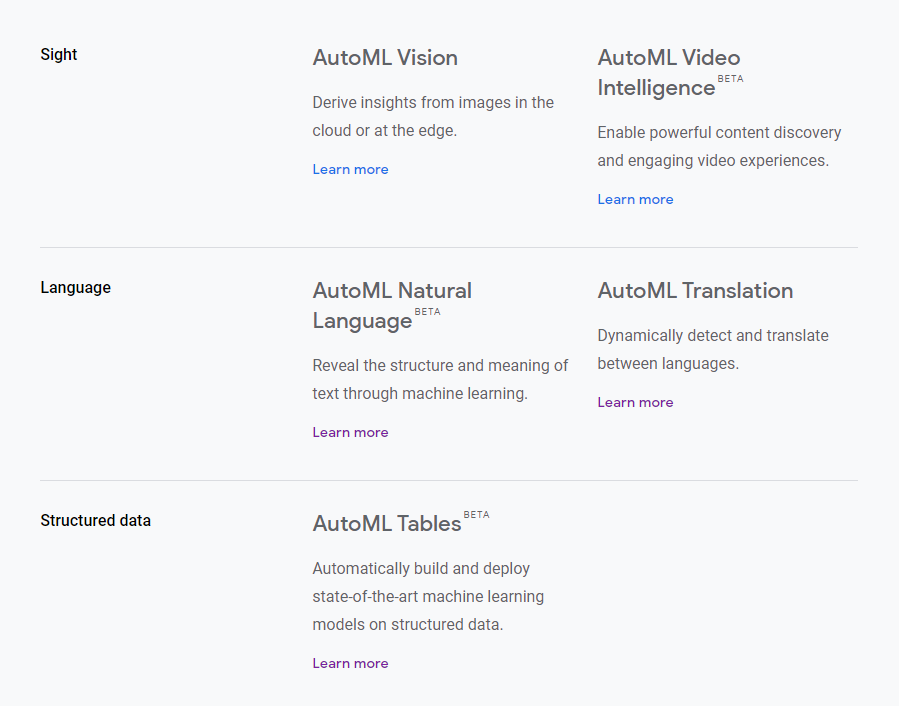 Sight
AutoML Vision
Derive insights from images in the
cloud or at the edge.
Learn more
AutoML Video
Intelligence BETA
Enable powerful content discovery
and engaging video experiences.
Learn more
Language
AutoML Natural
Language BETA
Reveal the structure and meaning of
text through machine learning.
Learn more
AutoML Translation
Dynamically detect and translate
between languages.
Learn more
Structured data
AutoML Tables BETA
Automatically build and deploy
state-of-the-art machine learning
models on structured data.
Learn more